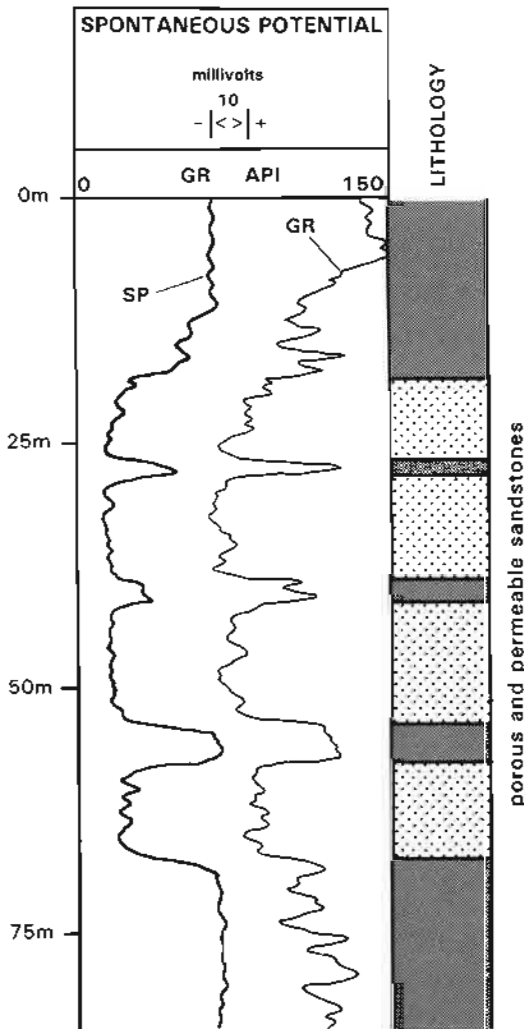 SPONTANEOUS POTENTIAL
millivolts
10
- |< >| +
0 GR API 150
LITHOLOGY
0m
GR
SP
25m
50m
75m
porous and permeable sandstones